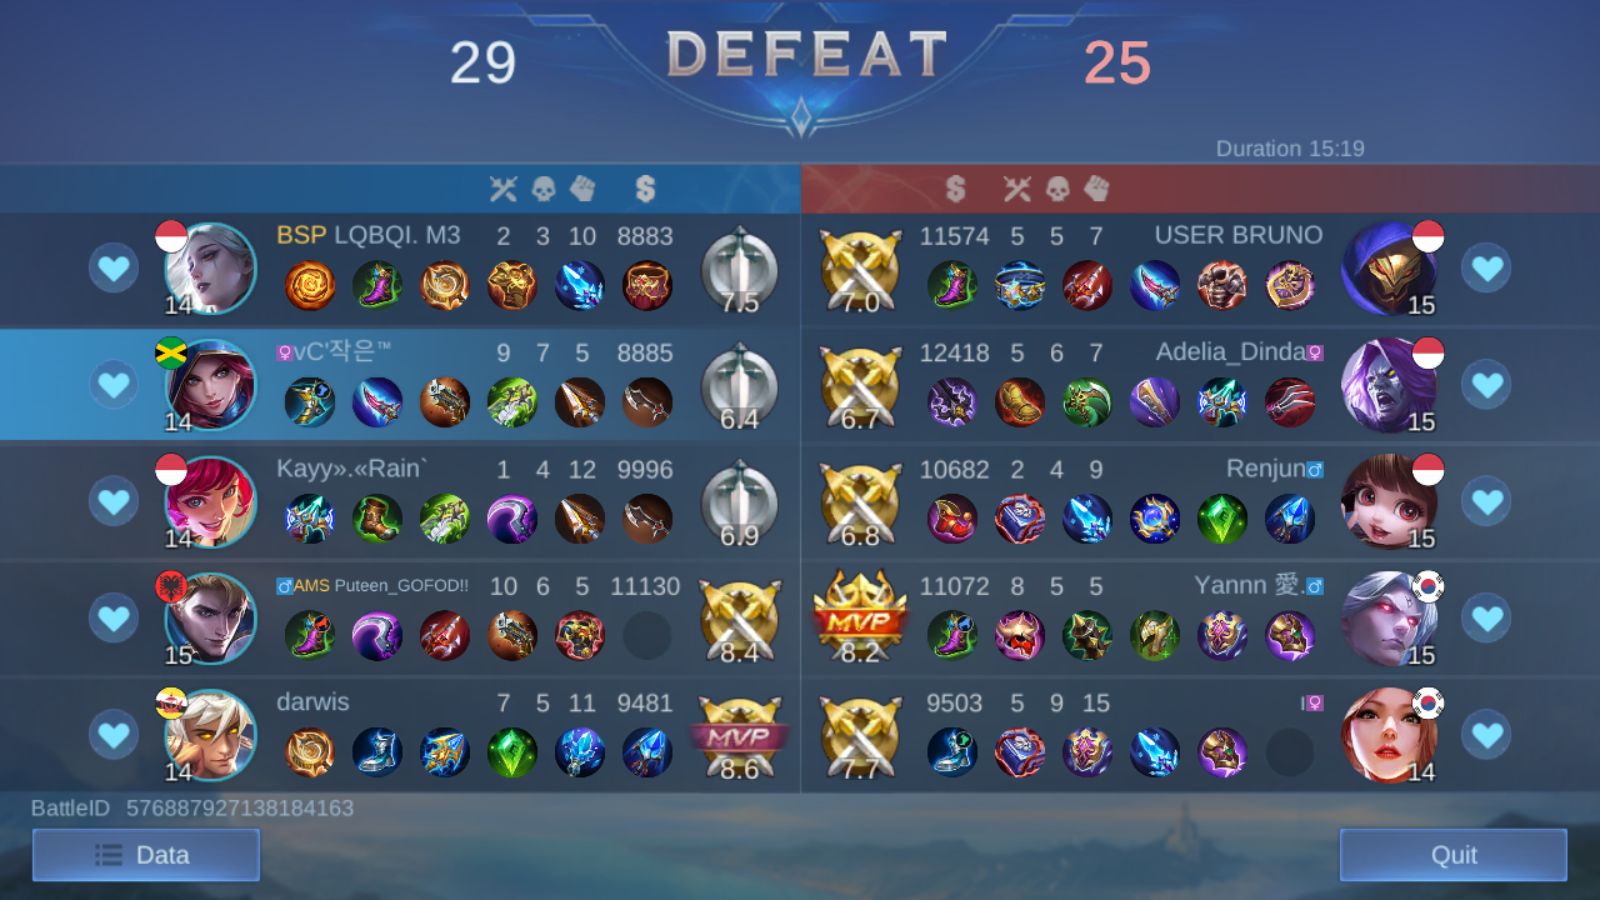 29 DEFEAT 25
Duration 15:19
BSP LQBQI. M3 2 3 10 8883
14 7.5
11574 5 5 7 USER BRUNO
7.0 15
vC'작은™ 9 7 5 8885
14 6.4
12418 5 6 7 Adelia_Dinda
6.7 15
Kayy».«Rain` 1 4 12 9996
14 6.9
10682 2 4 9 Renjun
6.8 15
AMS Puteen_GOFOD!! 10 6 5 11130
15 8.4
11072 8 5 5 Yannn 愛.
MVP 8.2 15
darwis 7 5 11 9481
14 MVP 8.6
9503 5 9 15 I
7.7 14
BattleID 576887927138184163
Data
Quit